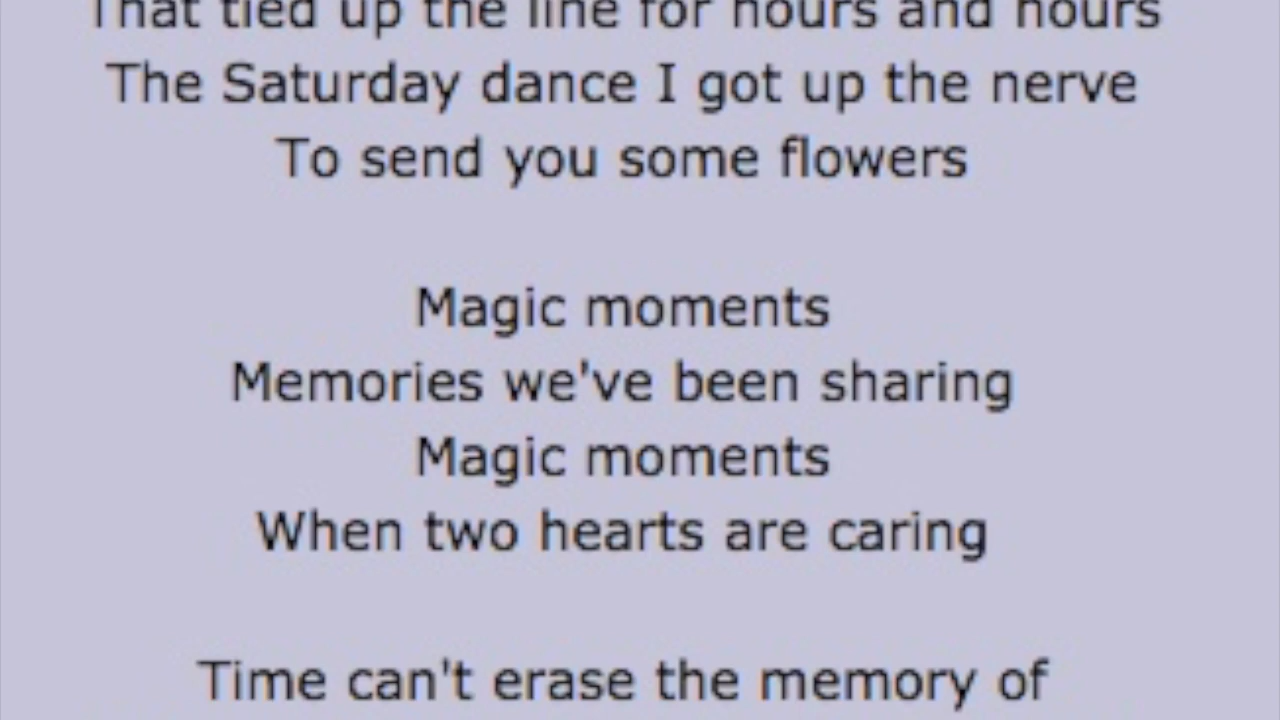 That tied up the line for hours and hours
The Saturday dance I got up the nerve
To send you some flowers
Magic moments
Memories we've been sharing
Magic moments
When two hearts are caring
Time can't erase the memory of